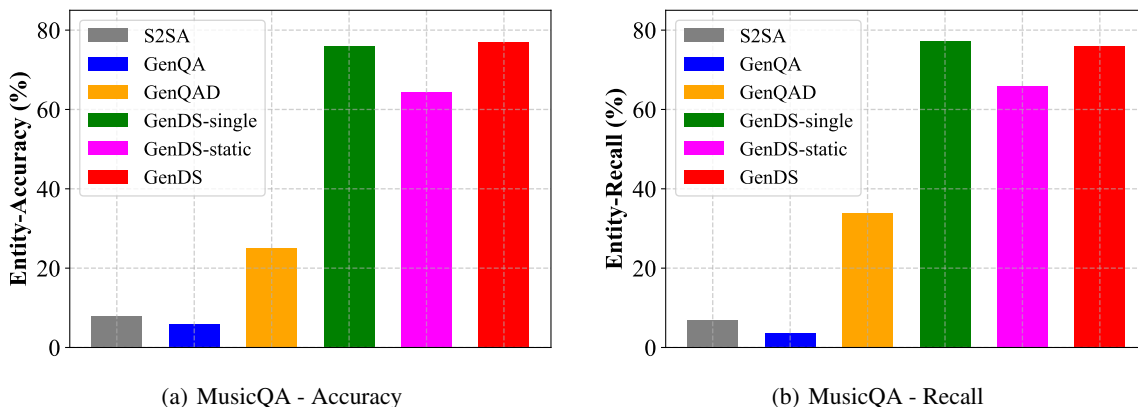 Entity-Accuracy (%)
80
60
40
20
0
S2SA
GenQA
GenQAD
GenDS-single
GenDS-static
GenDS
(a) MusicQA - Accuracy
Entity-Recall (%)
80
60
40
20
0
S2SA
GenQA
GenQAD
GenDS-single
GenDS-static
GenDS
(b) MusicQA - Recall